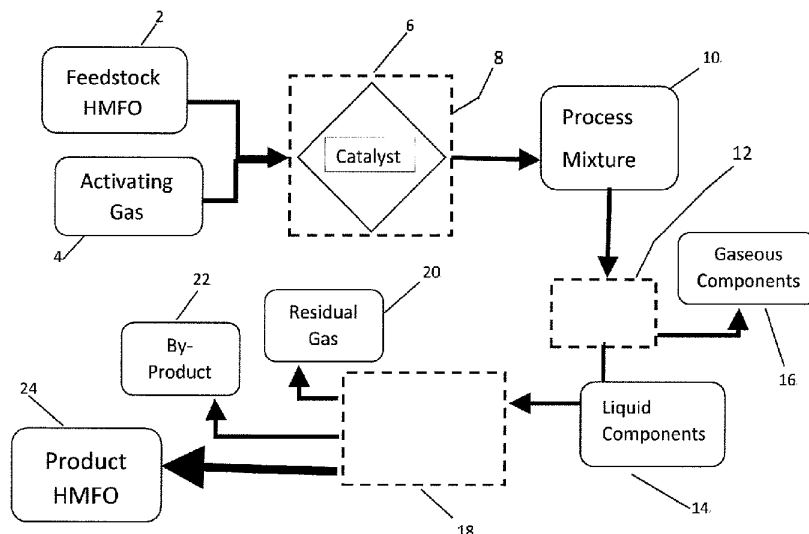 2
Feedstock
HMFO
Activating
Gas
4
6
8
Catalyst
10.
Process
Mixture
12
Gaseous
Components
16.
Liquid
Components
14.
18
20
Residual
Gas
22
By-
Product
24
Product
HMFO